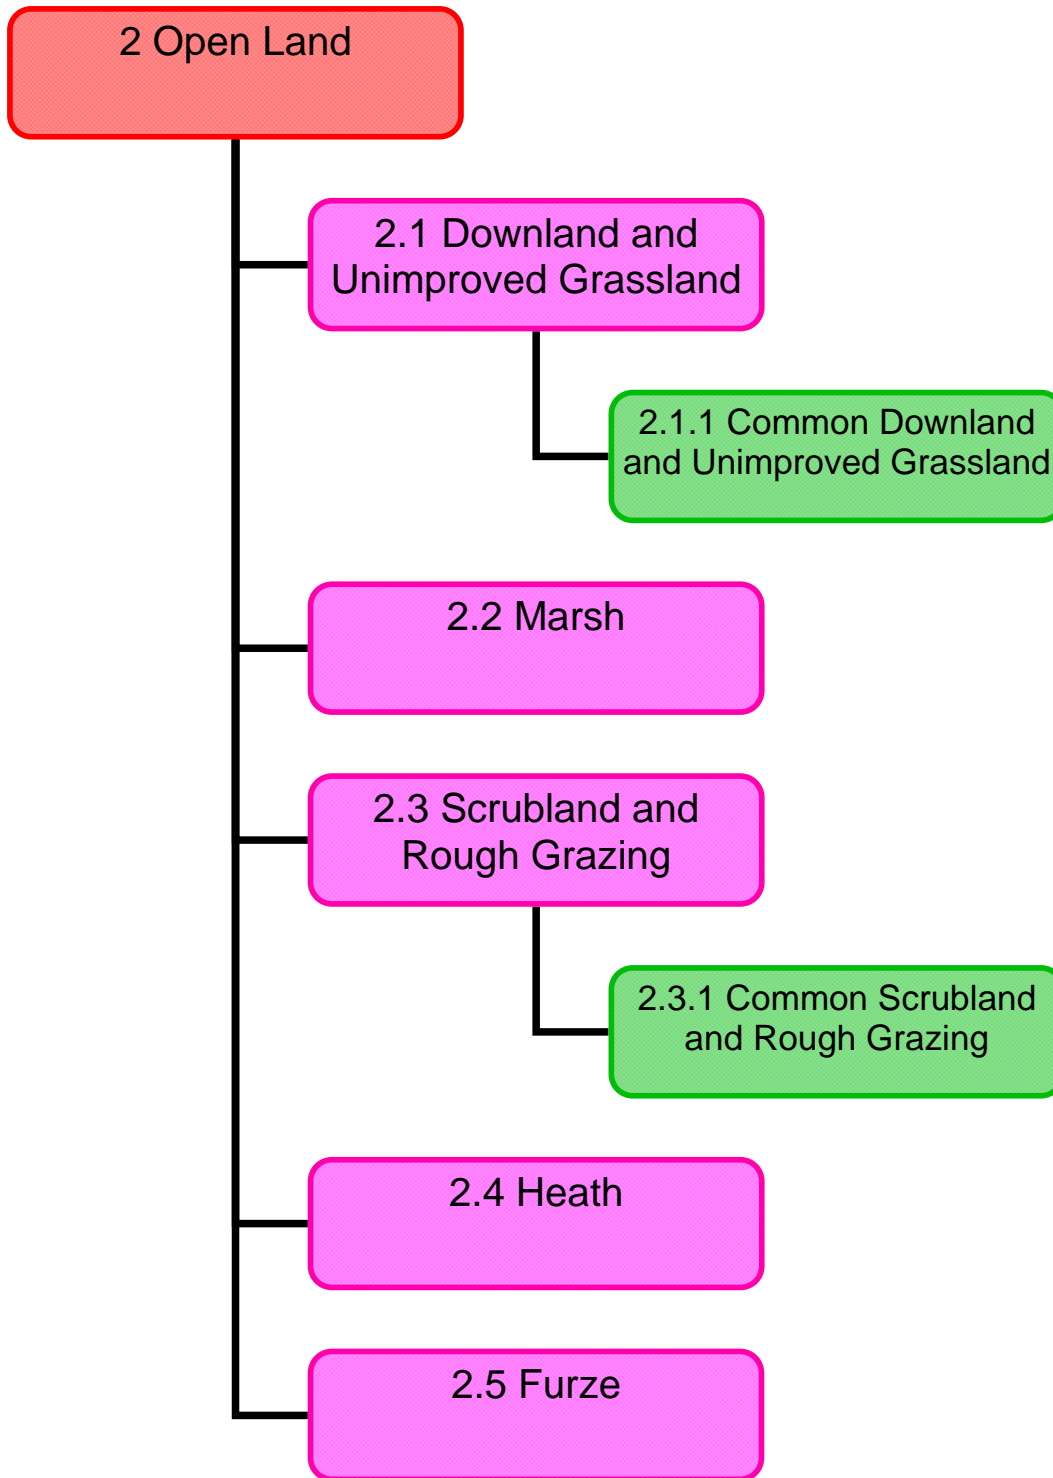 2 Open Land
2.1 Downland and
Unimproved Grassland
2.1.1 Common Downland
and Unimproved Grassland
2.2 Marsh
2.3 Scrubland and
Rough Grazing
2.3.1 Common Scrubland
and Rough Grazing
2.4 Heath
2.5 Furze